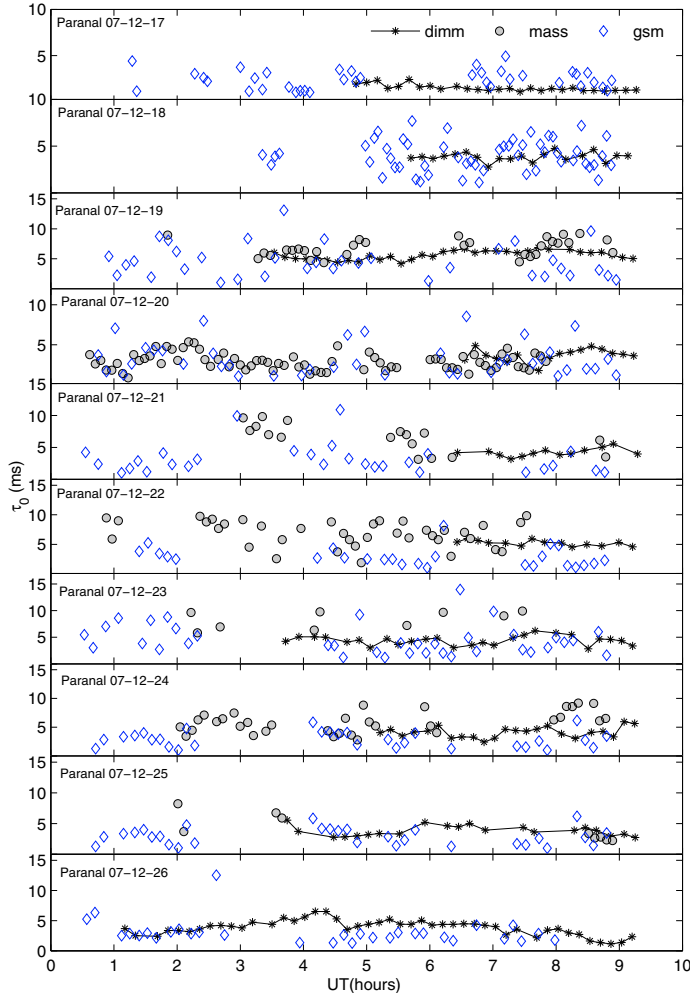 10
Paranal 07-12-17
dimm mass gsm
5
10
Paranal 07-12-18
5
15
Paranal 07-12-19
10
5
Paranal 07-12-20
10
5
15
Paranal 07-12-21
10
5
τ0 (ms)
Paranal 07-12-22
15
10
5
15
Paranal 07-12-23
10
5
15
Paranal 07-12-24
10
5
15
Paranal 07-12-25
10
5
15
Paranal 07-12-26
10
5
0
0 1 2 3 4 5 6 7 8 9 10
UT(hours)